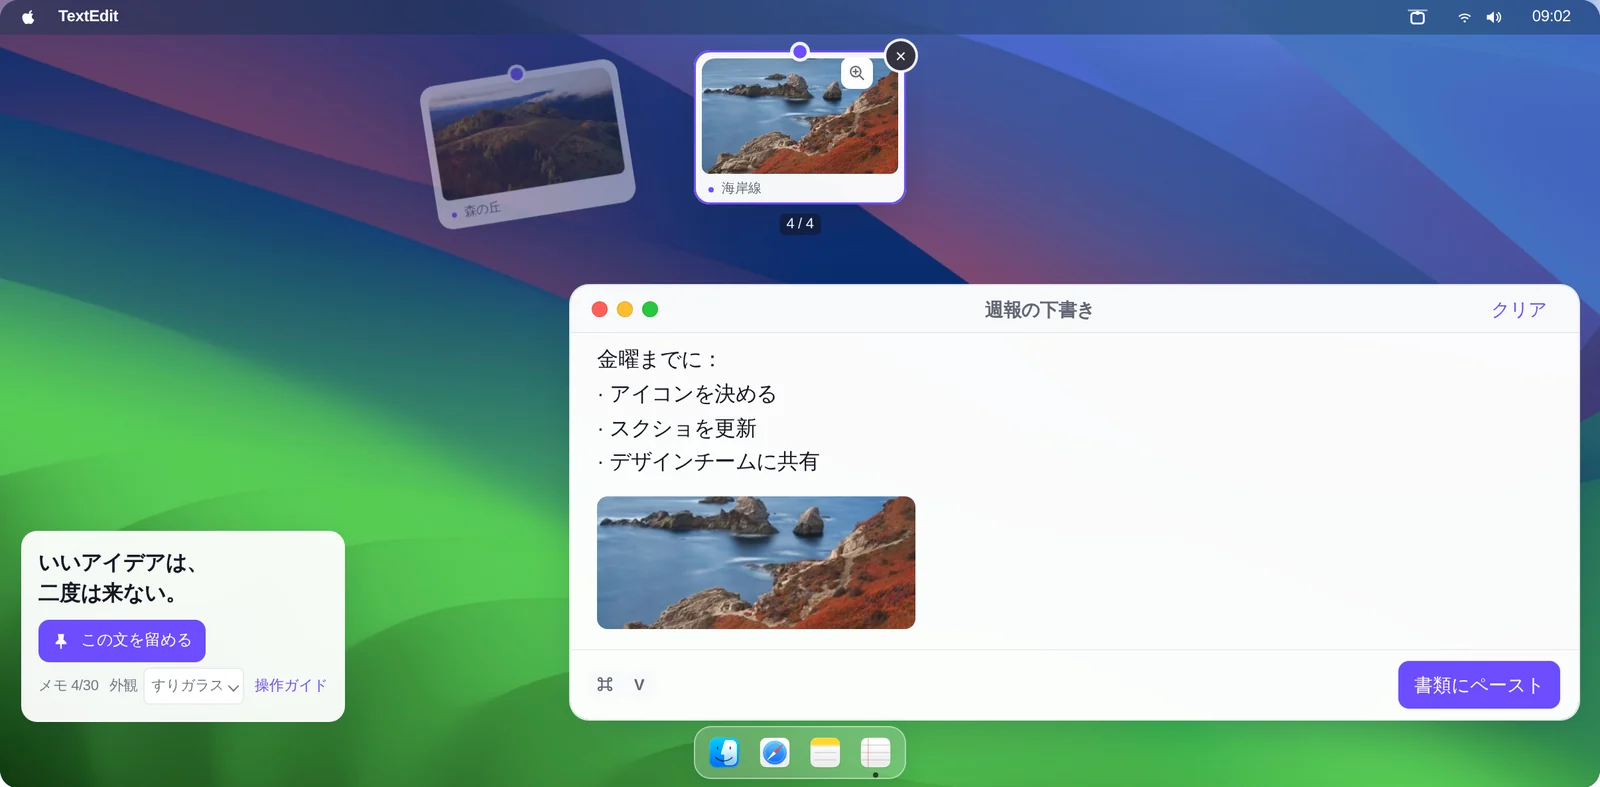 TextEdit
09:02
森の丘
海岸線
4 / 4
週報の下書き
クリア
金曜までに：
· アイコンを決める
· スクショを更新
· デザインチームに共有
⌘ V
書類にペースト
いいアイデアは、
二度は来ない。
この文を留める
メモ 4/30 外観 すりガラス 操作ガイド